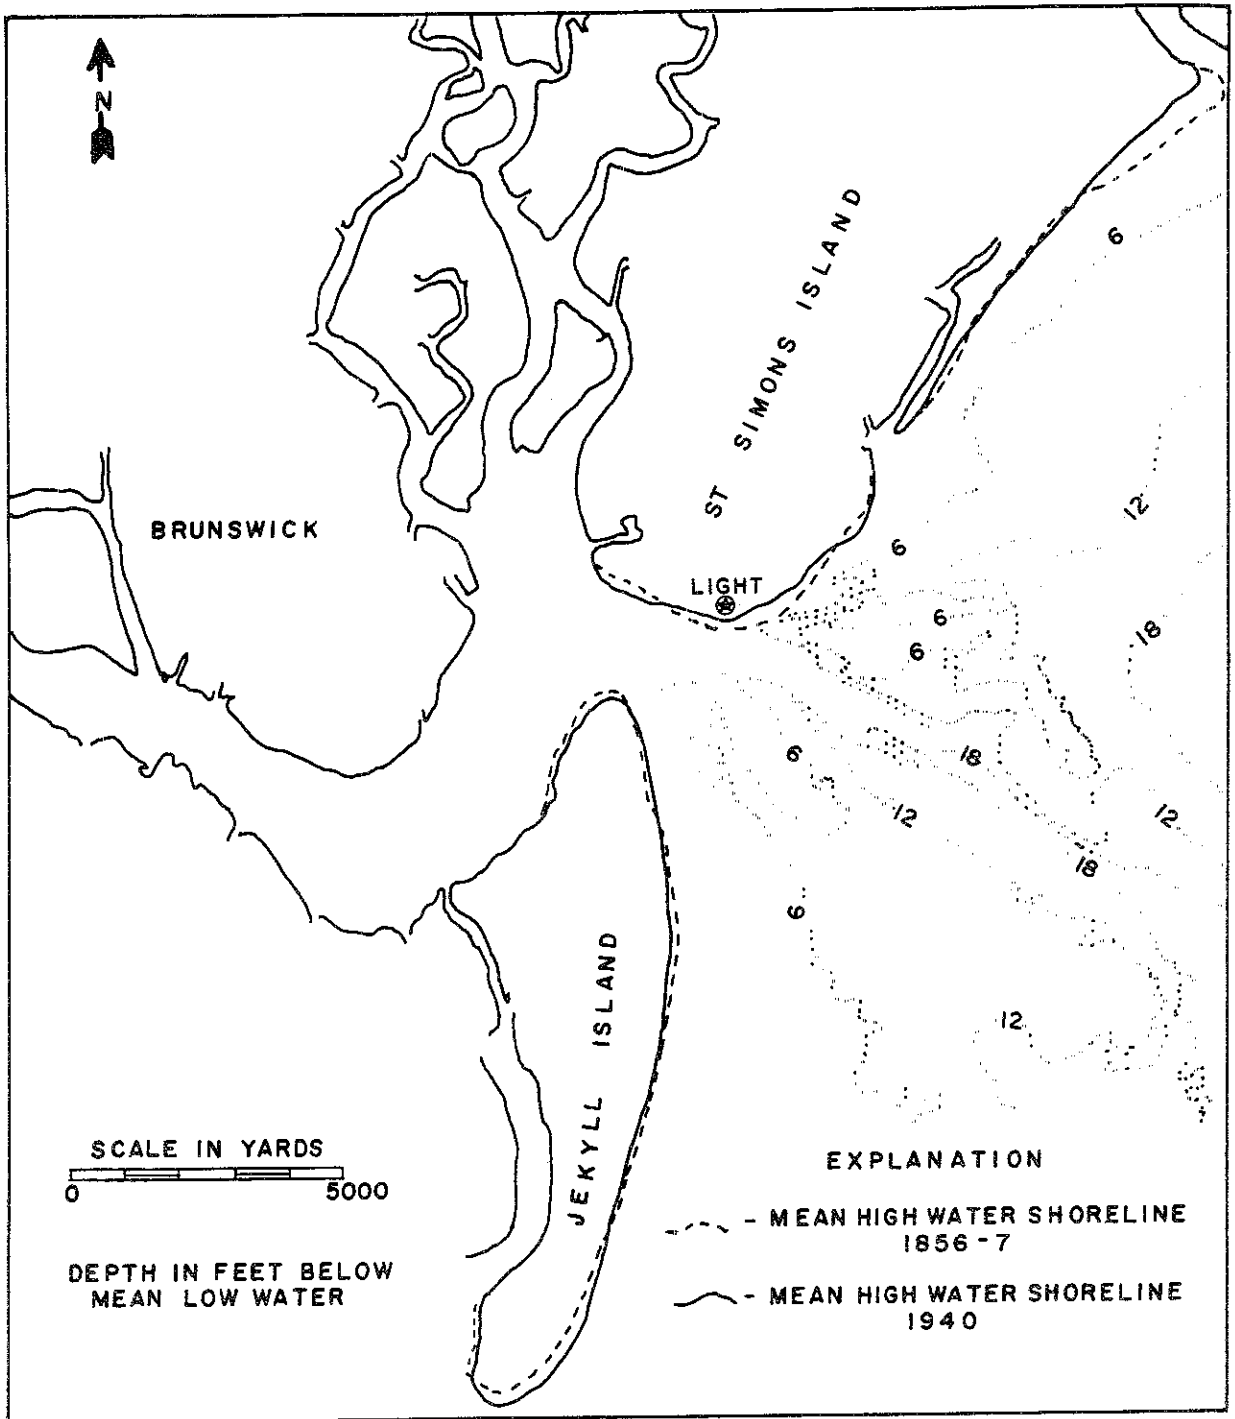 N
6
ST SIMONS ISLAND
12
BRUNSWICK
6
LIGHT
6
18
6
6
18
12
12
18
6
JEKYLL ISLAND
12
SCALE IN YARDS
0 5000
DEPTH IN FEET BELOW
MEAN LOW WATER
EXPLANATION
- MEAN HIGH WATER SHORELINE
1856-7
- MEAN HIGH WATER SHORELINE
1940